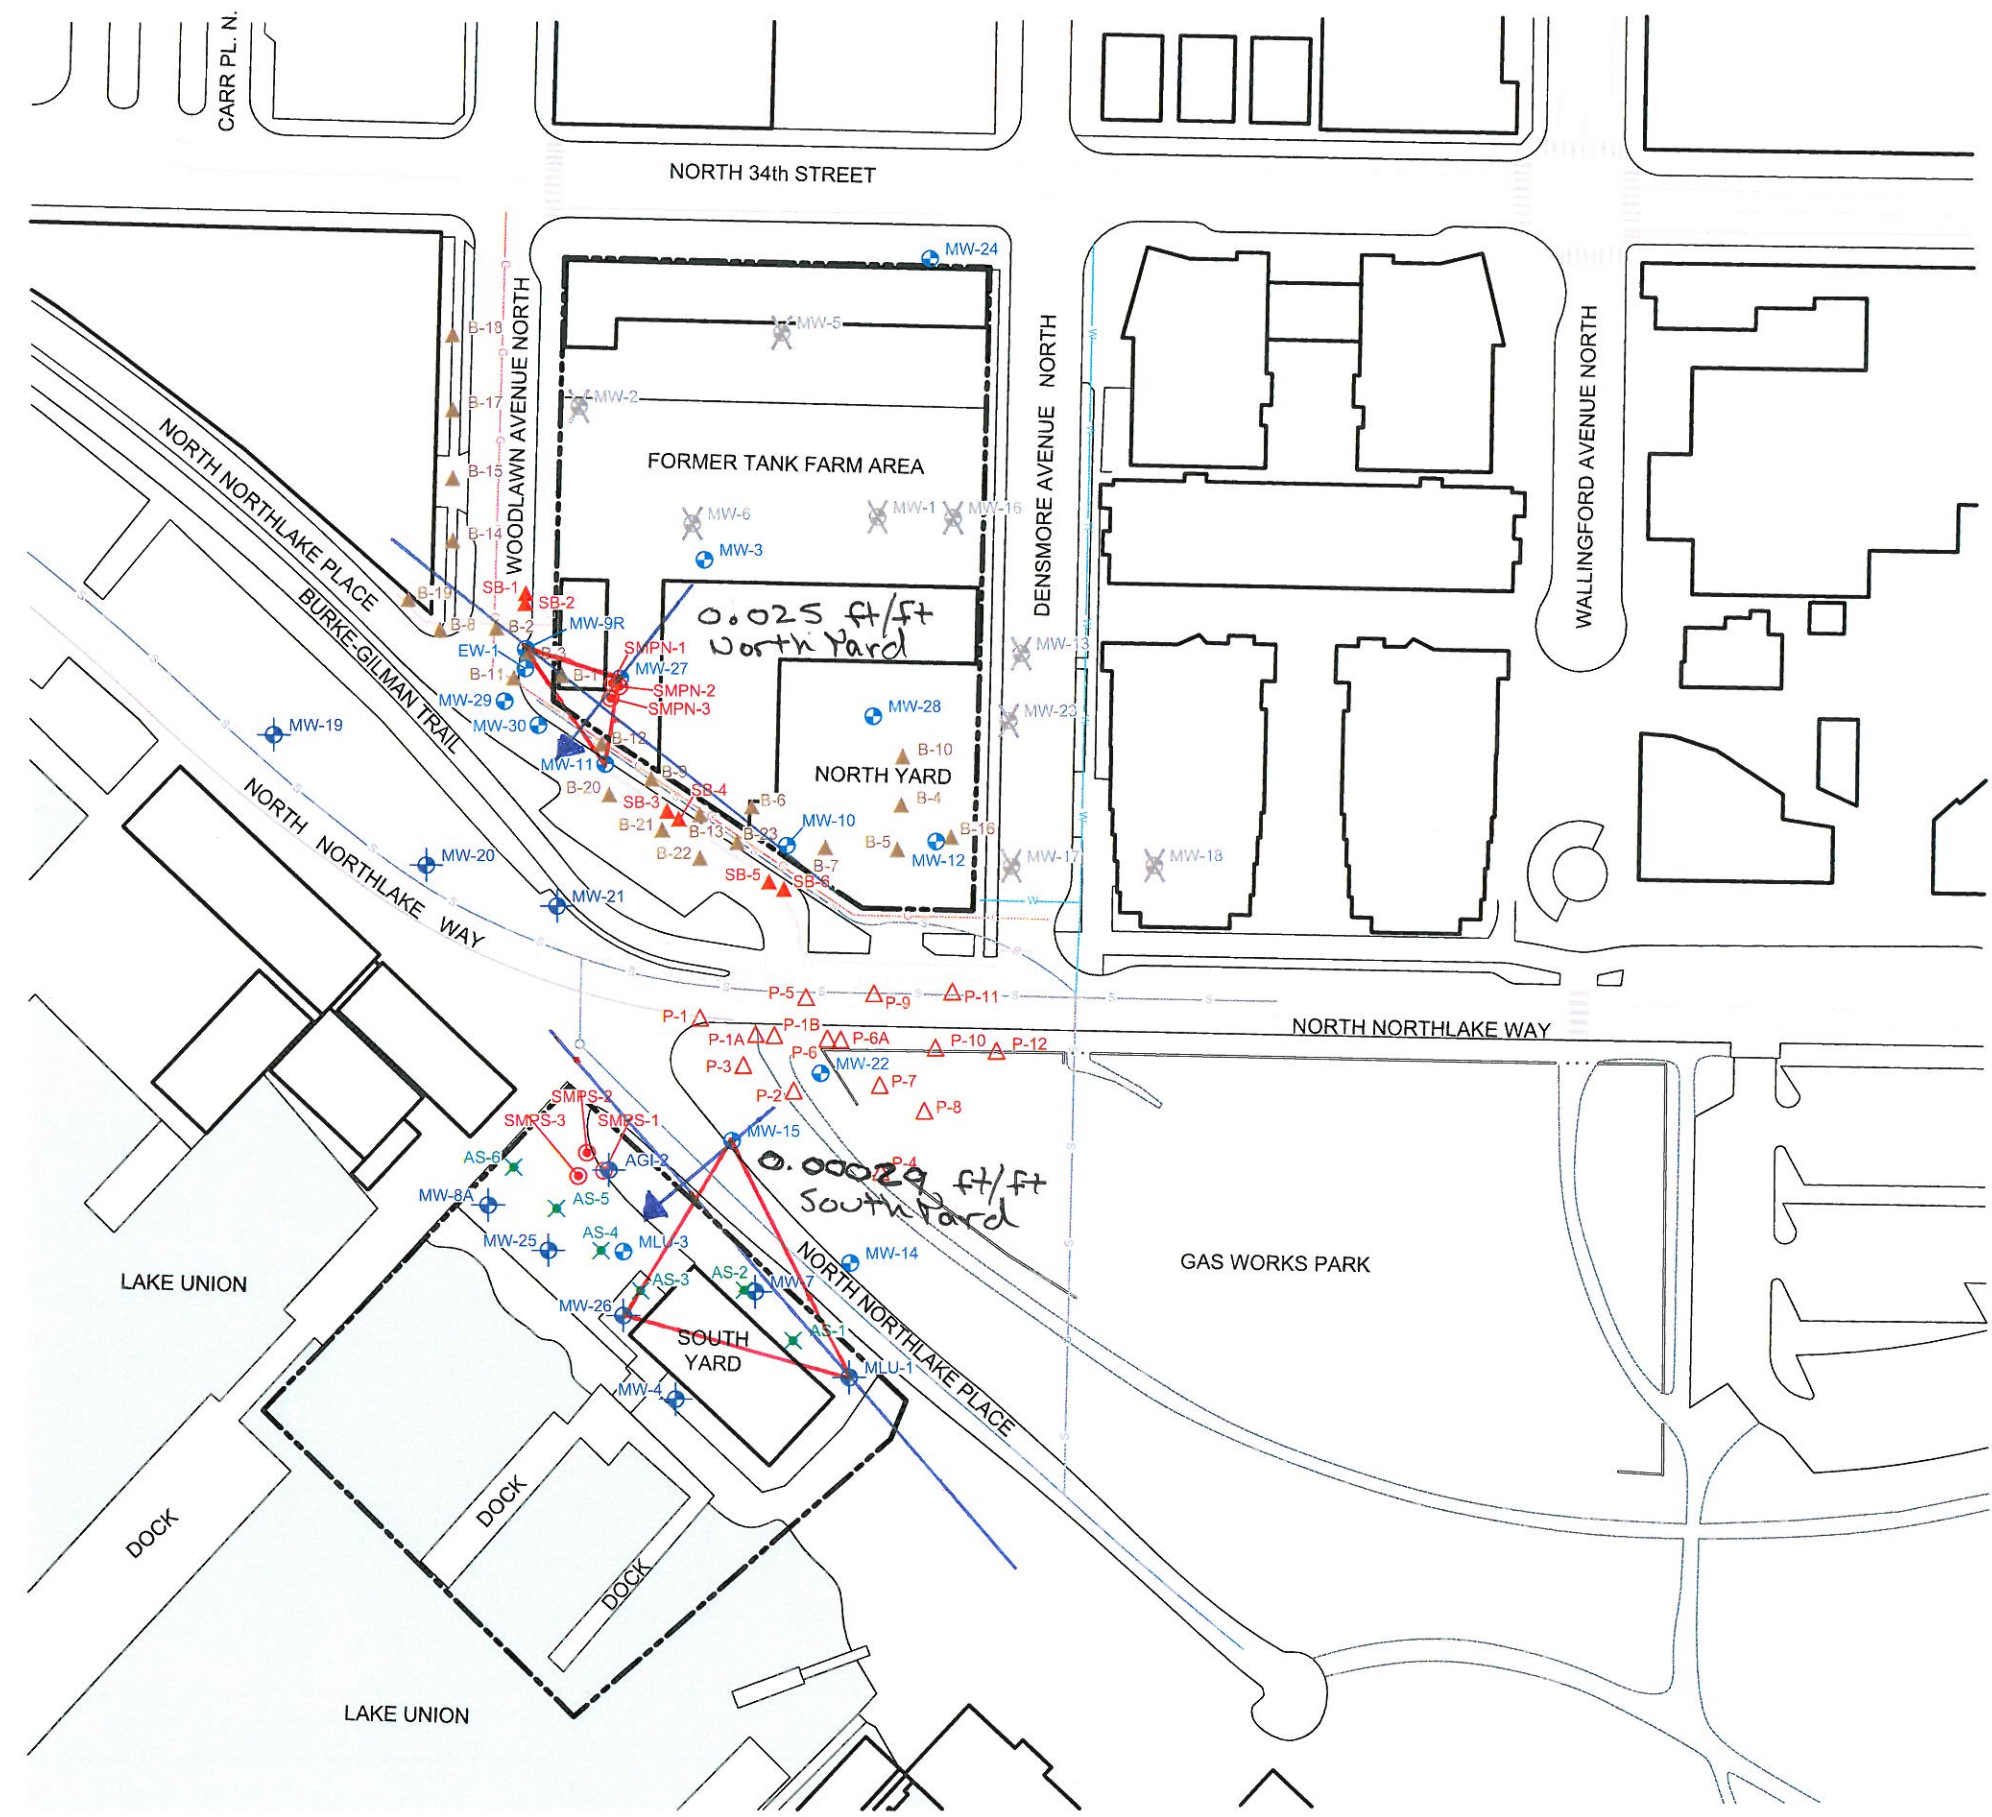 CARR PL. N.
NORTH 34th STREET
MW-24
WOODLAWN AVENUE NORTH
DENSMORE AVENUE NORTH
WALLINGFORD AVENUE NORTH
B-18
MW-5
MW-2
B-17
FORMER TANK FARM AREA
B-15
MW-6
MW-1
MW-16
B-14
MW-3
NORTH NORTHLAKE PLACE
BURKE-GILMAN TRAIL
B-19
SB-1
SB-2
0.025 ft/ft
North Yard
B-8
B-2
MW-9R
EW-1
B-3
SMPN-1
MW-13
B-11
B-1
MW-27
SMPN-2
MW-29
SMPN-3
MW-28
MW-23
MW-19
MW-30
B-12
B-10
MW-11
B-9
NORTH YARD
B-20
SB-3
SB-4
B-6
B-4
B-21
B-13
B-23
MW-10
B-16
B-22
B-7
B-5
MW-12
MW-17
MW-18
MW-20
SB-5
SB-6
MW-21
NORTH NORTHLAKE WAY
P-5
P-9
P-11
P-1
P-1A
P-1B
P-6A
P-10
P-12
NORTH NORTHLAKE WAY
P-3
P-6
MW-22
P-7
P-2
P-8
SMPS-2
SMPS-3
SMPS-1
MW-15
AS-6
AGI-2
P-4
0.00029 ft/ft
South Yard
MW-8A
AS-5
MW-25
AS-4
MLU-3
MW-14
GAS WORKS PARK
LAKE UNION
AS-3
AS-2
MW-7
MW-26
AS-1
SOUTH
YARD
NORTH NORTHLAKE PLACE
MLU-1
MW-4
DOCK
DOCK
DOCK
LAKE UNION